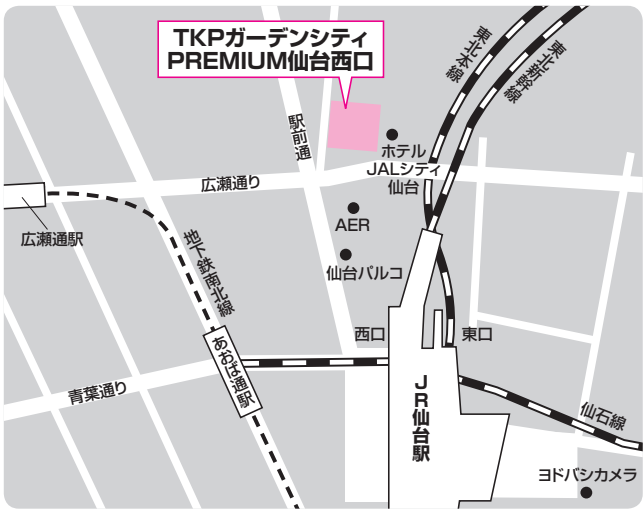 TKPガーデンシティ
PREMIUM仙台西口
東北本線
東北新幹線
駅前通
ホテル
JALシティ
仙台
広瀬通り
AER
広瀬通駅
地下鉄南北線
仙台パルコ
西口
東口
あおば通駅
青葉通り
JR仙台駅
仙石線
ヨドバシカメラ